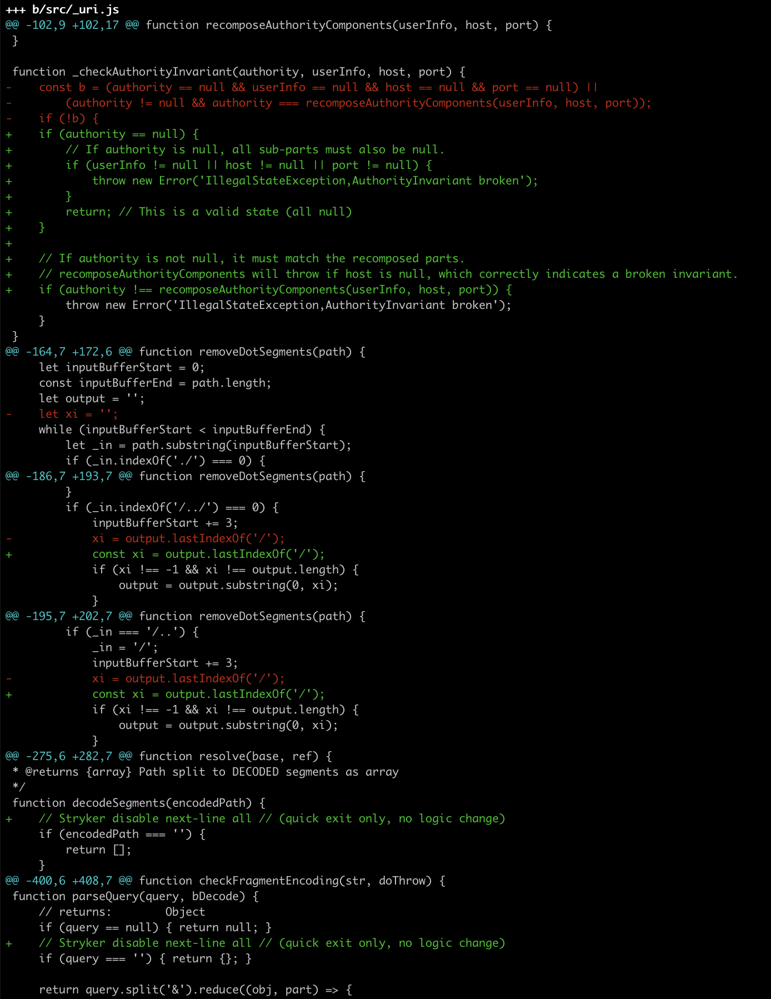 +++ b/src/_uri.js
@@ -102,9 +102,17 @@ function recomposeAuthorityComponents(userInfo, host, port) {
 }

 function _checkAuthorityInvariant(authority, userInfo, host, port) {
-    const b = (authority == null && userInfo == null && host == null && port == null) ||
-        (authority != null && authority === recomposeAuthorityComponents(userInfo, host, port));
-    if (!b) {
+    if (authority == null) {
+        // If authority is null, all sub-parts must also be null.
+        if (userInfo != null || host != null || port != null) {
+            throw new Error('IllegalStateException,AuthorityInvariant broken');
+        }
+        return; // This is a valid state (all null)
+    }
+
+    // If authority is not null, it must match the recomposed parts.
+    // recomposeAuthorityComponents will throw if host is null, which correctly indicates a broken invariant.
+    if (authority !== recomposeAuthorityComponents(userInfo, host, port)) {
         throw new Error('IllegalStateException,AuthorityInvariant broken');
     }
 }
@@ -164,7 +172,6 @@ function removeDotSegments(path) {
     let inputBufferStart = 0;
     const inputBufferEnd = path.length;
     let output = '';
-    let xi = '';
     while (inputBufferStart < inputBufferEnd) {
         let _in = path.substring(inputBufferStart);
         if (_in.indexOf('./') === 0) {
@@ -186,7 +193,7 @@ function removeDotSegments(path) {
         }
         if (_in.indexOf('/../') === 0) {
             inputBufferStart += 3;
-            xi = output.lastIndexOf('/');
+            const xi = output.lastIndexOf('/');
             if (xi !== -1 && xi !== output.length) {
                 output = output.substring(0, xi);
             }
@@ -195,7 +202,7 @@ function removeDotSegments(path) {
         if (_in === '/..') {
             _in = '/';
             inputBufferStart += 3;
-            xi = output.lastIndexOf('/');
+            const xi = output.lastIndexOf('/');
             if (xi !== -1 && xi !== output.length) {
                 output = output.substring(0, xi);
             }
@@ -275,6 +282,7 @@ function resolve(base, ref) {
  * @returns {array} Path split to DECODED segments as array
  */
 function decodeSegments(encodedPath) {
+    // Stryker disable next-line all // (quick exit only, no logic change)
     if (encodedPath === '') {
         return [];
     }
@@ -400,6 +408,7 @@ function checkFragmentEncoding(str, doThrow) {
 function parseQuery(query, bDecode) {
     // returns:        Object
     if (query == null) { return null; }
+    // Stryker disable next-line all // (quick exit only, no logic change)
     if (query === '') { return {}; }

     return query.split('&').reduce((obj, part) => {